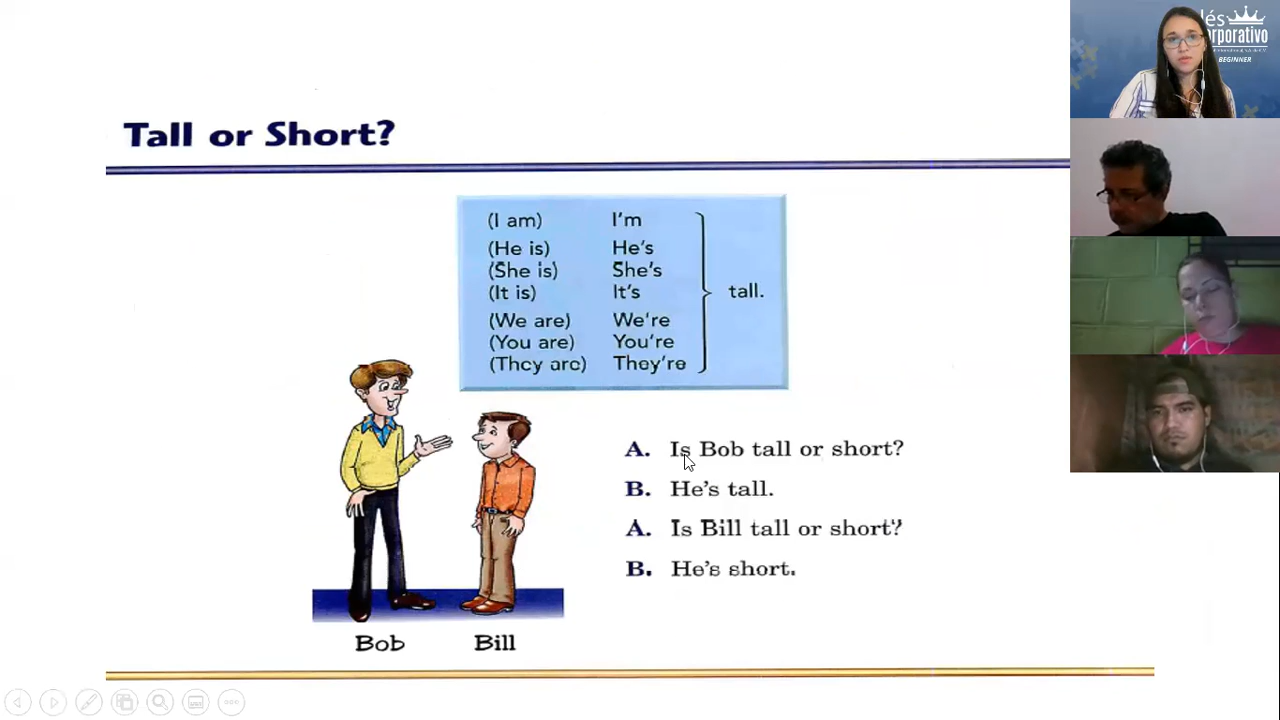 és
rporativo
BEGINNER
Tall or Short?
(I am) I'm
(He is) He's
(She is) She's
(It is) It's
tall.
(We are) We're
(You are) You're
(They are) They're
A. Is Bob tall or short?
B. He's tall.
A. Is Bill tall or short?
B. He's short.
Bob Bill